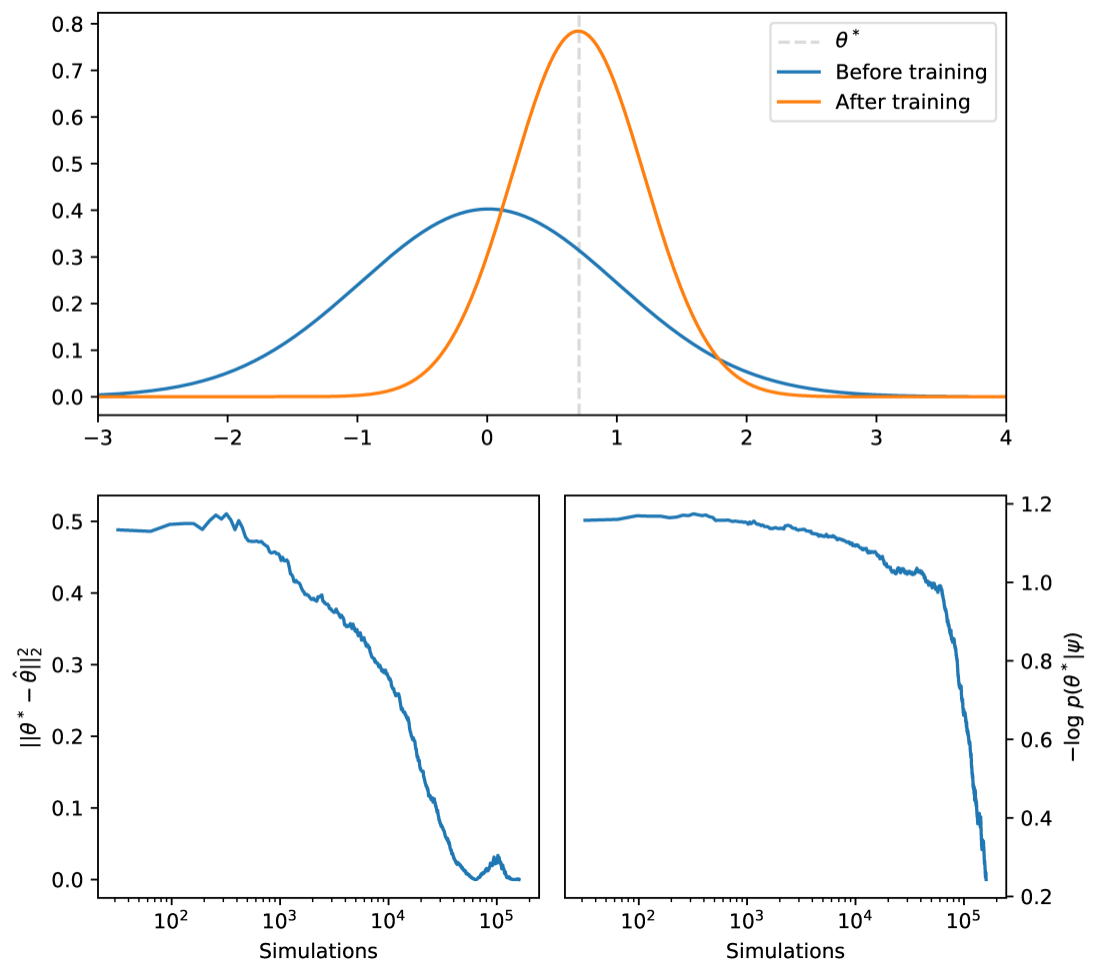 0.8
0.7
0.6
0.5
0.4
0.3
0.2
0.1
0.0
−3 −2 −1 0 1 2 3 4
θ*
Before training
After training
0.5
0.4
0.3
0.2
0.1
0.0
||θ* − θ̂||₂²
10² 10³ 10⁴ 10⁵
Simulations
1.2
1.0
0.8
0.6
0.4
0.2
−log p(θ*|ψ)
10² 10³ 10⁴ 10⁵
Simulations